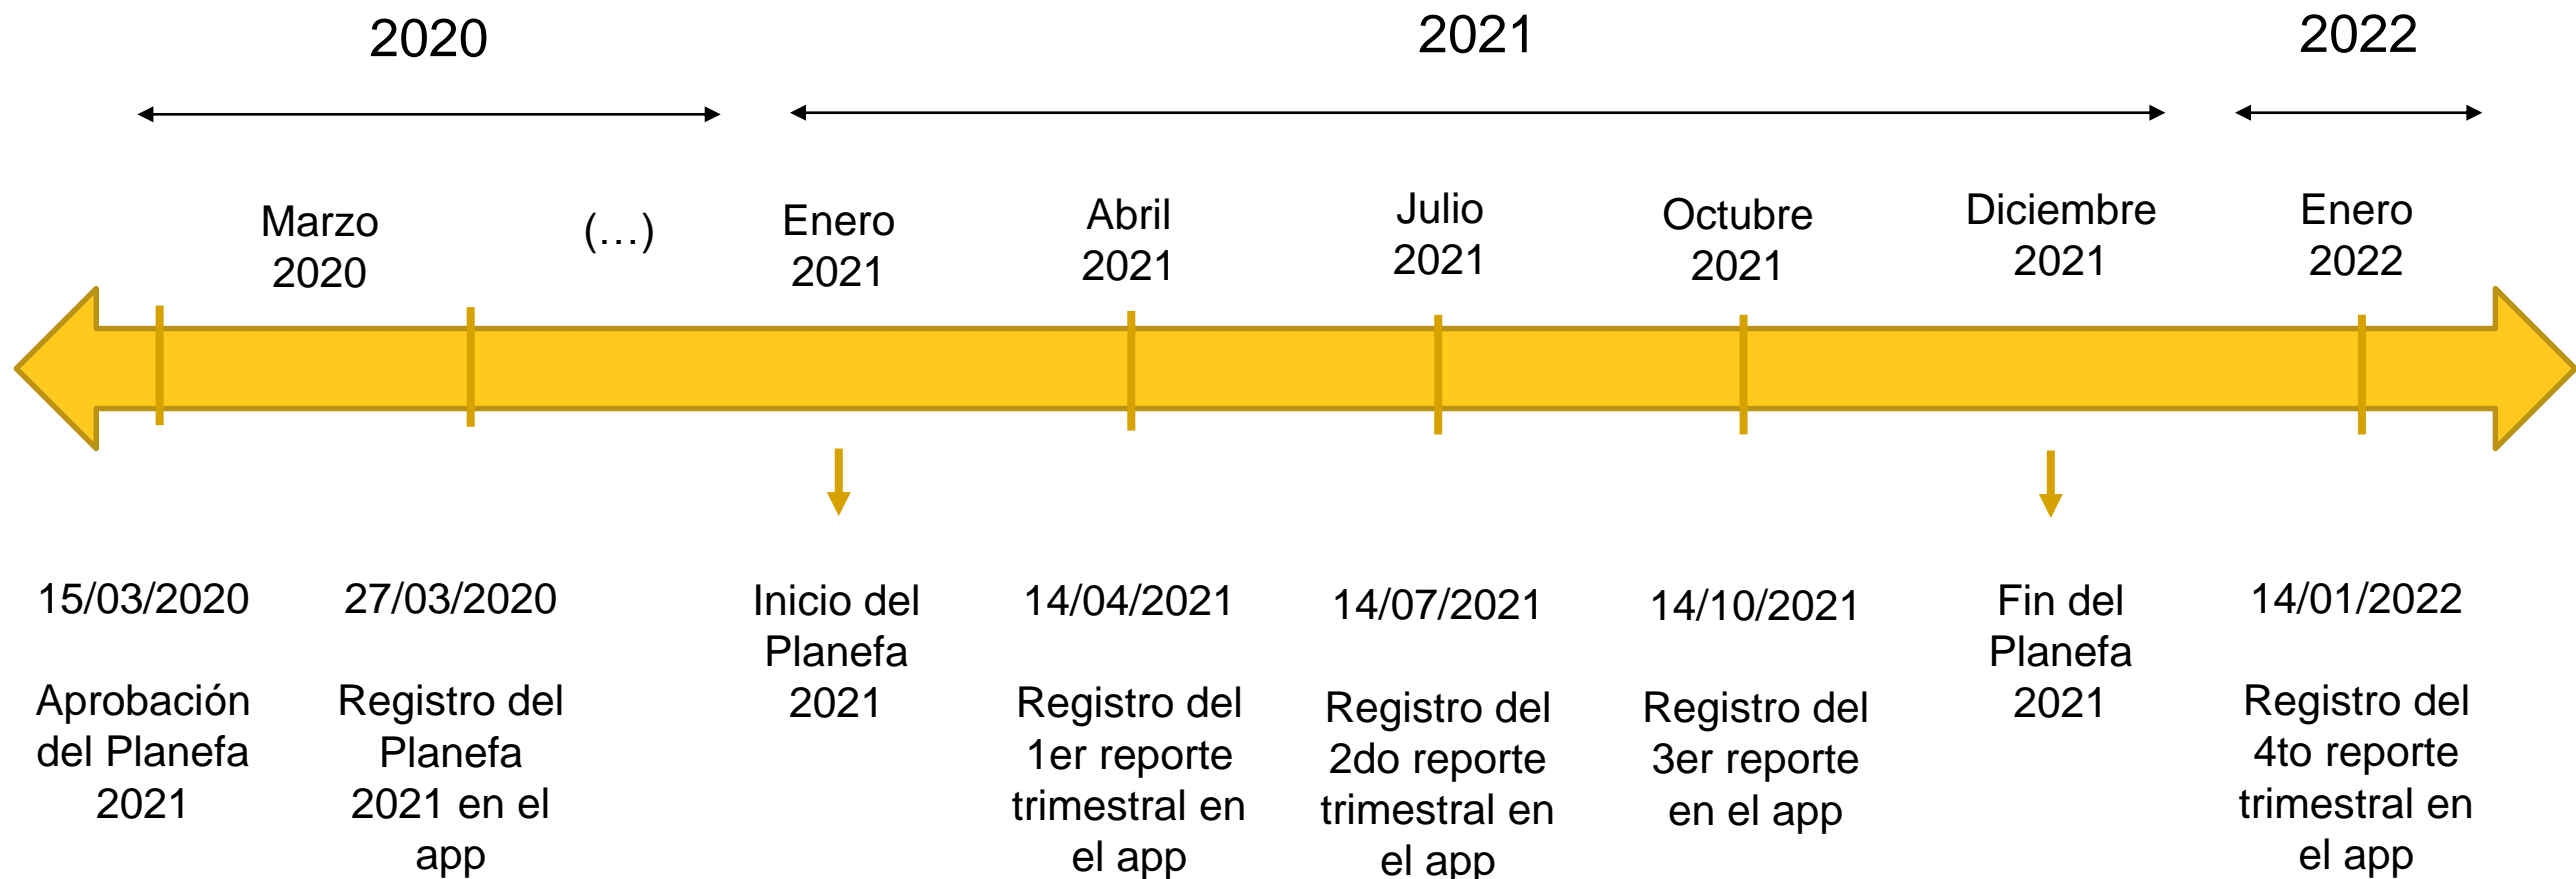 2020
2021
2022
Marzo
2020
(…)
Enero
2021
Abril
2021
Julio
2021
Octubre
2021
Diciembre
2021
Enero
2022
15/03/2020
Aprobación
del Planefa
2021
27/03/2020
Registro del
Planefa
2021 en el
app
Inicio del
Planefa
2021
14/04/2021
Registro del
1er reporte
trimestral en
el app
14/07/2021
Registro del
2do reporte
trimestral en
el app
14/10/2021
Registro del
3er reporte
en el app
Fin del
Planefa
2021
14/01/2022
Registro del
4to reporte
trimestral en
el app